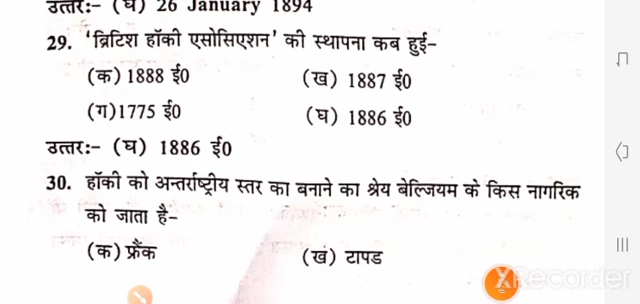 उत्तर:- (घ) 26 January 1894
29. ‘ब्रिटिश हॉकी एसोसिएशन’ की स्थापना कब हुई-
(क) 1888 ई0 (ख) 1887 ई0
(ग) 1775 ई0 (घ) 1886 ई0
उत्तर:- (घ) 1886 ई0
30. हॉकी को अन्तर्राष्ट्रीय स्तर का बनाने का श्रेय बेल्जियम के किस नागरिक
को जाता है-
(क) फ्रैंक (ख) टापड
XRecorder